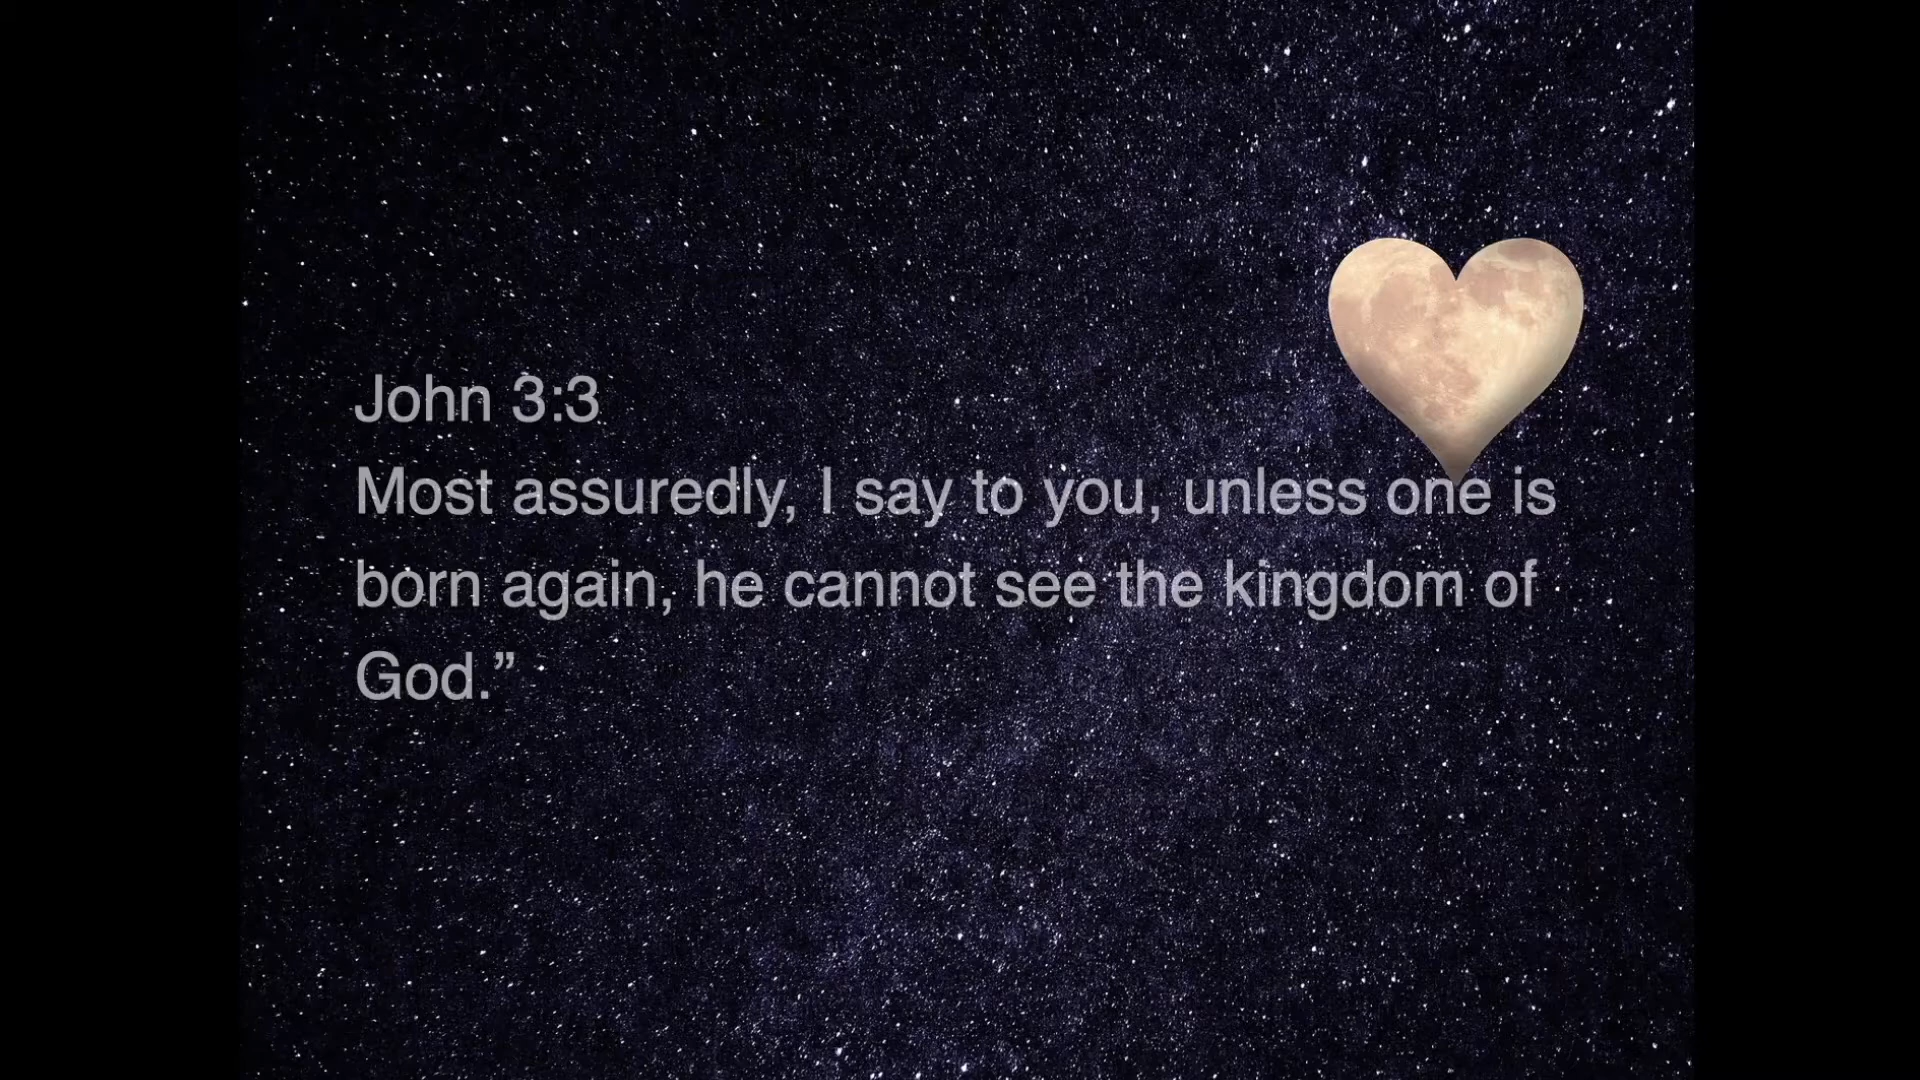 John 3:3
Most assuredly, I say to you, unless one is
born again, he cannot see the kingdom of
God.”